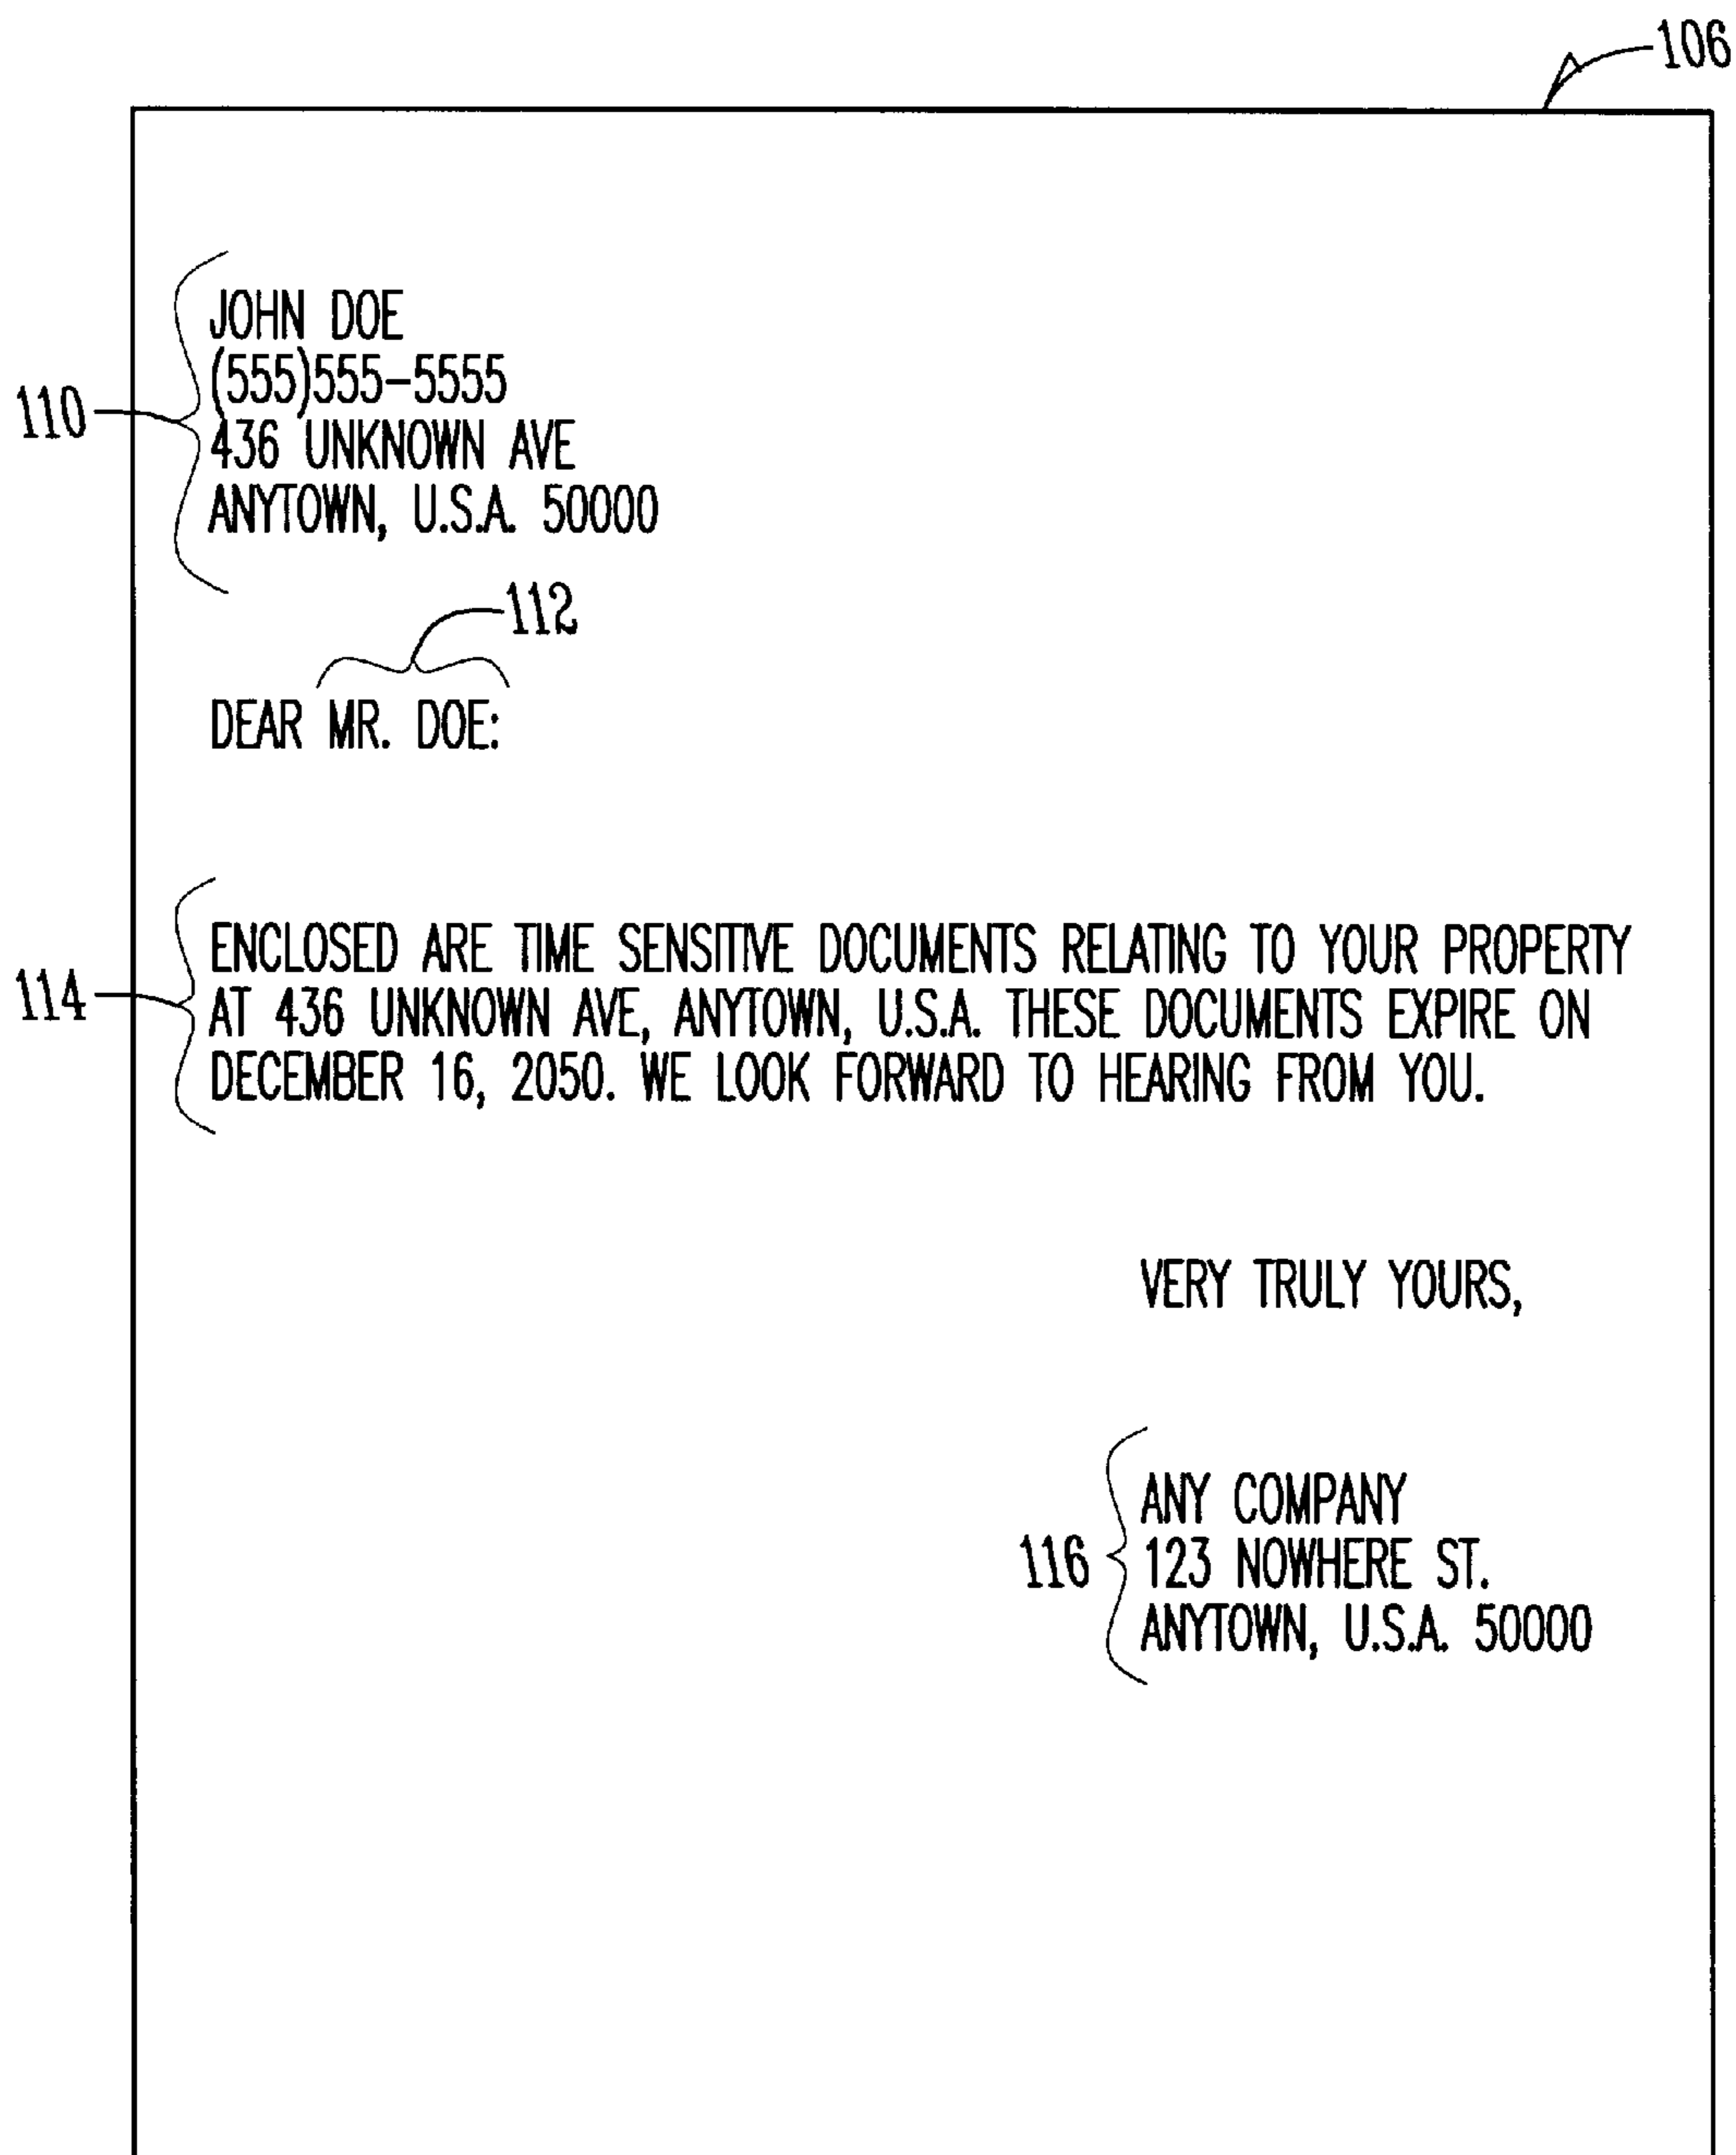 106
JOHN DOE
(555)555-5555
110
436 UNKNOWN AVE
ANYTOWN, U.S.A. 50000
112
DEAR MR. DOE:
ENCLOSED ARE TIME SENSITIVE DOCUMENTS RELATING TO YOUR PROPERTY
114
AT 436 UNKNOWN AVE, ANYTOWN, U.S.A. THESE DOCUMENTS EXPIRE ON
DECEMBER 16, 2050. WE LOOK FORWARD TO HEARING FROM YOU.
VERY TRULY YOURS,
ANY COMPANY
116
123 NOWHERE ST.
ANYTOWN, U.S.A. 50000